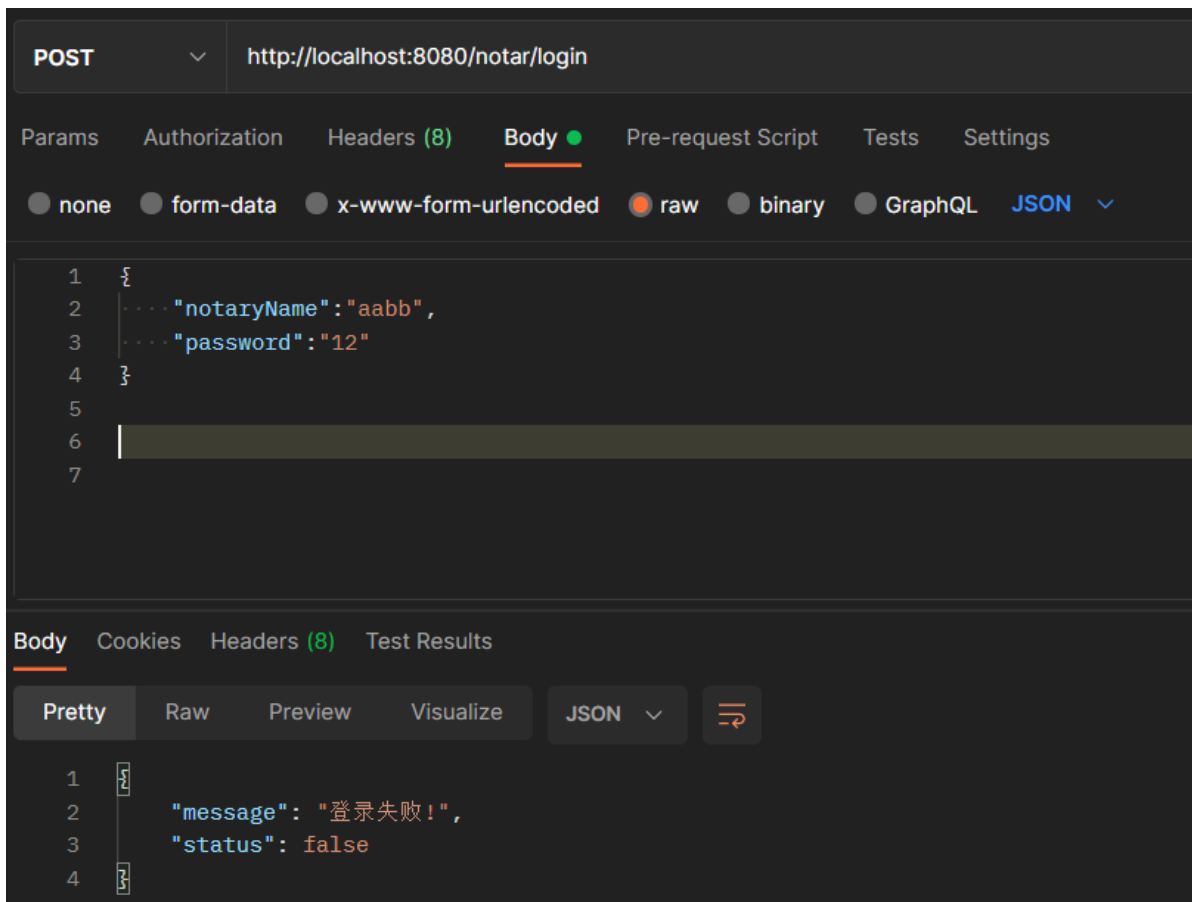 POST http://localhost:8080/notar/login
Params Authorization Headers (8) Body Pre-request Script Tests Settings
none form-data x-www-form-urlencoded raw binary GraphQL JSON
1 {
2 ····"notaryName":"aabb",
3 ····"password":"12"
4 }
5
6
7
Body Cookies Headers (8) Test Results
Pretty Raw Preview Visualize JSON
1 {
2 "message": "登录失败!",
3 "status": false
4 }